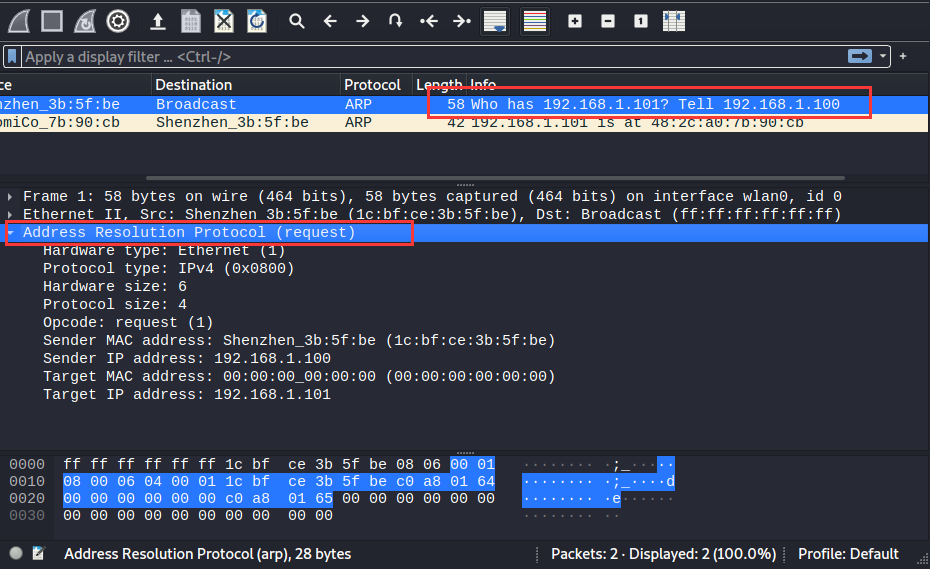 Apply a display filter ... <Ctrl-/>
ce Destination Protocol Length Info
nzhen_3b:5f:be Broadcast ARP 58 Who has 192.168.1.101? Tell 192.168.1.100
omiCo_7b:90:cb Shenzhen_3b:5f:be ARP 42 192.168.1.101 is at 48:2c:a0:7b:90:cb
Frame 1: 58 bytes on wire (464 bits), 58 bytes captured (464 bits) on interface wlan0, id 0
Ethernet II, Src: Shenzhen_3b:5f:be (1c:bf:ce:3b:5f:be), Dst: Broadcast (ff:ff:ff:ff:ff:ff)
Address Resolution Protocol (request)
Hardware type: Ethernet (1)
Protocol type: IPv4 (0x0800)
Hardware size: 6
Protocol size: 4
Opcode: request (1)
Sender MAC address: Shenzhen_3b:5f:be (1c:bf:ce:3b:5f:be)
Sender IP address: 192.168.1.100
Target MAC address: 00:00:00_00:00:00 (00:00:00:00:00:00)
Target IP address: 192.168.1.101
0000 ff ff ff ff ff ff 1c bf ce 3b 5f be 08 06 00 01 ········ ·;_·····
0010 08 00 06 04 00 01 1c bf ce 3b 5f be c0 a8 01 64 ········ ·;_····d
0020 00 00 00 00 00 00 c0 a8 01 65 00 00 00 00 00 00 ········ ·e······
0030 00 00 00 00 00 00 00 00 00 00 ········ ··
Address Resolution Protocol (arp), 28 bytes Packets: 2 · Displayed: 2 (100.0%) Profile: Default